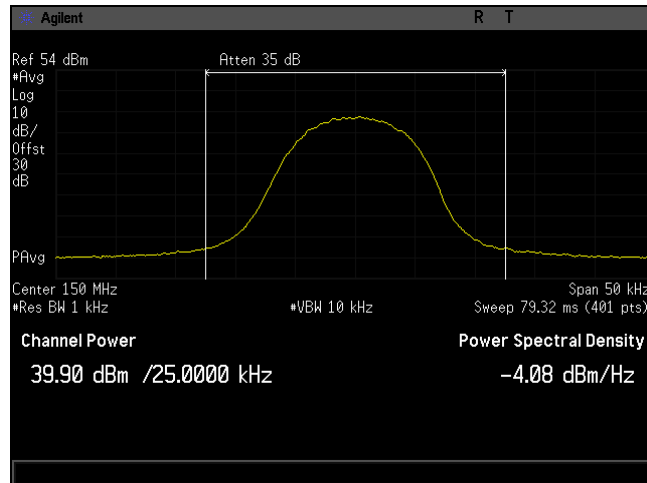 Agilent R T
Ref 54 dBm Atten 35 dB
#Avg
Log
10
dB/
Offst
30
dB
PAvg
Center 150 MHz Span 50 kHz
#Res BW 1 kHz #VBW 10 kHz Sweep 79.32 ms (401 pts)
Channel Power Power Spectral Density
39.90 dBm /25.0000 kHz -4.08 dBm/Hz